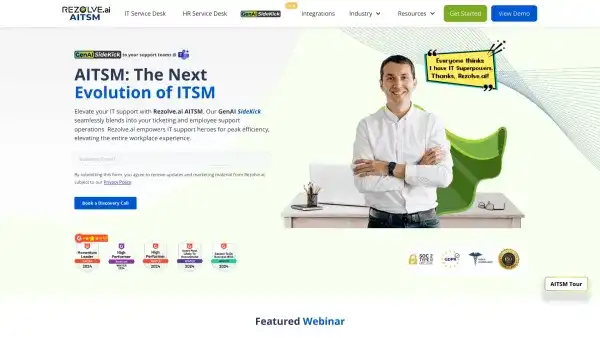 REZOLVE.ai
AITSM
IT Service Desk
HR Service Desk
GenAI SideKick
Integrations
Industry
Resources
Get Started
View Demo
GenAI SideKick to your support teams @
AITSM: The Next
Evolution of ITSM
Elevate your IT support with Rezolve.ai AITSM. Our GenAI SideKick
seamlessly blends into your ticketing and employee support
operations Rezolve.ai empowers IT support heroes for peak efficiency,
elevating the entire workplace experience.
By submitting this form, you agree to receive updates and marketing material from Rezolve.ai,
subject to our Privacy Policy
Book a Discovery Call
Everyone thinks
I have IT Superpowers.
Thanks, Rezolve.ai!
Momentum
Leader
2024
High
Performer
2024
High
Performer
2024
2024
2024
SOC 2
GDPR
AITSM Tour
Featured Webinar